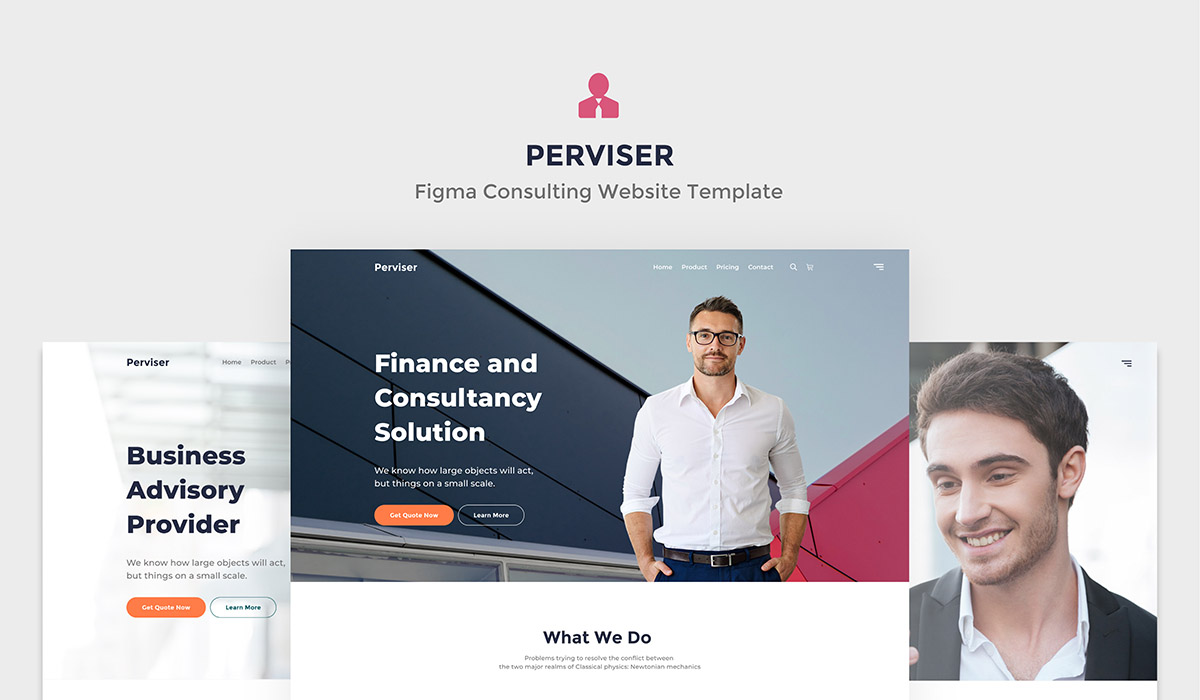 PERVISER
Figma Consulting Website Template
Perviser
Home Product Pricing Contact
Finance and
Consultancy
Solution
We know how large objects will act,
but things on a small scale.
Get Quote Now Learn More
What We Do
Problems trying to resolve the conflict between
the two major realms of Classical physics: Newtonian mechanics
Perviser
Home Product P
Business
Advisory
Provider
We know how large objects will act,
but things on a small scale.
Get Quote Now Learn More